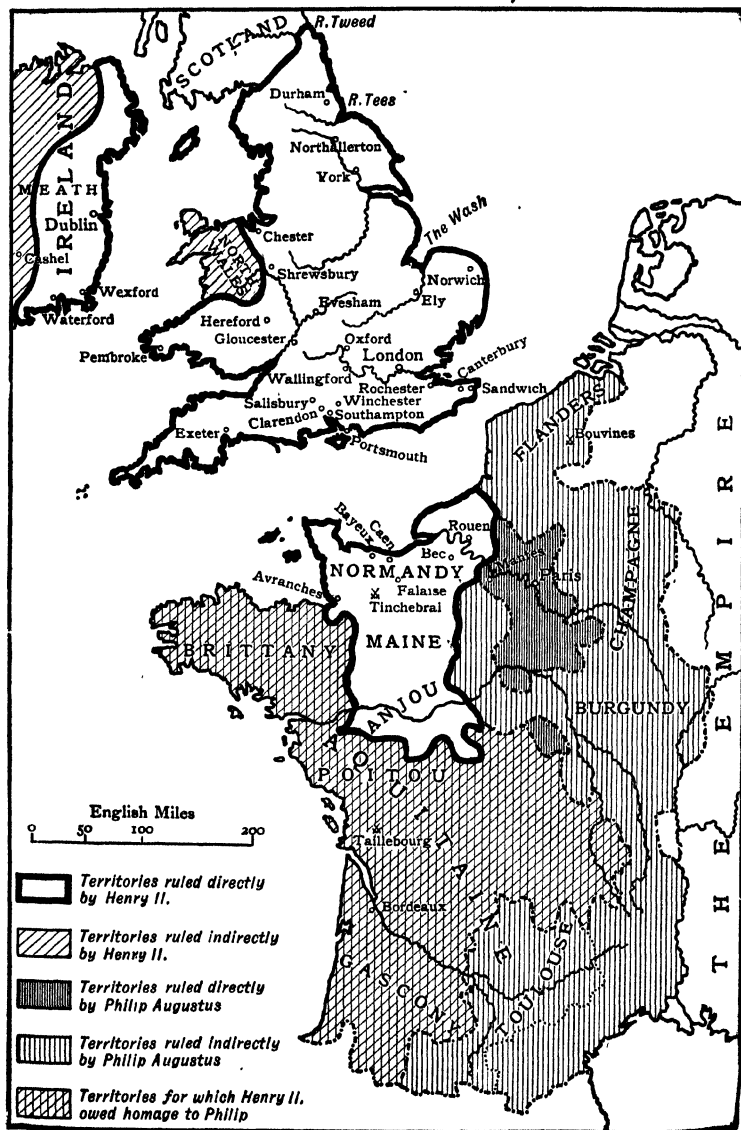 SCOTLAND
R. Tweed
Durham
R. Tees
Northallerton
York
IRELAND
MEATH
Dublin
Cashel
Wexford
Waterford
Chester
NORTH
WALES
Shrewsbury
The Wash
Norwich
Ely
Evesham
Hereford
Gloucester
Pembroke
Oxford
London
Wallingford
Canterbury
Rochester
Sandwich
Salisbury
Winchester
Clarendon
Southampton
Exeter
Portsmouth
FLANDERS
Bouvines
THE EMPIRE
Bayeux
Caen
Rouen
Bec
NORMANDY
Avranches
Falaise
Tinchebral
Mantes
Paris
CHAMPAGNE
BRITTANY
MAINE
ANJOU
BURGUNDY
POITOU
AQUITAINE
Taillebourg
Bordeaux
GASCONY
TOULOUSE
English Miles
0 50 100 200
Territories ruled directly
by Henry II.
Territories ruled indirectly
by Henry II.
Territories ruled directly
by Philip Augustus
Territories ruled indirectly
by Philip Augustus
Territories for which Henry II.
owed homage to Philip